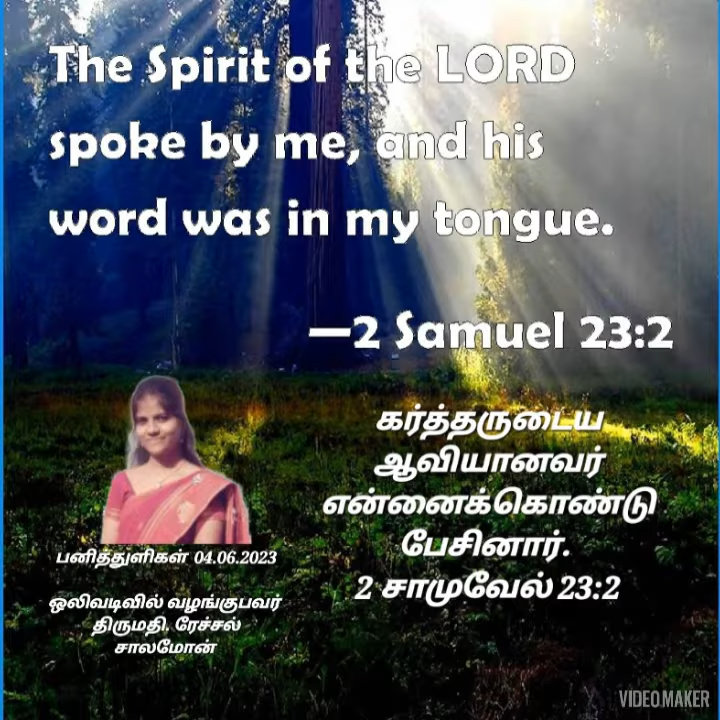 The Spirit of the LORD
spoke by me, and his
word was in my tongue.
—2 Samuel 23:2
கர்த்தருடைய
ஆவியானவர்
என்னைக்கொண்டு
பேசினார்.
2 சாமுவேல் 23:2
பனித்துளிகள் 04.06.2023
ஒலிவடிவில் வழங்குபவர்
திருமதி. ரேச்சல்
சாலமோன்
VIDEO.MAKER